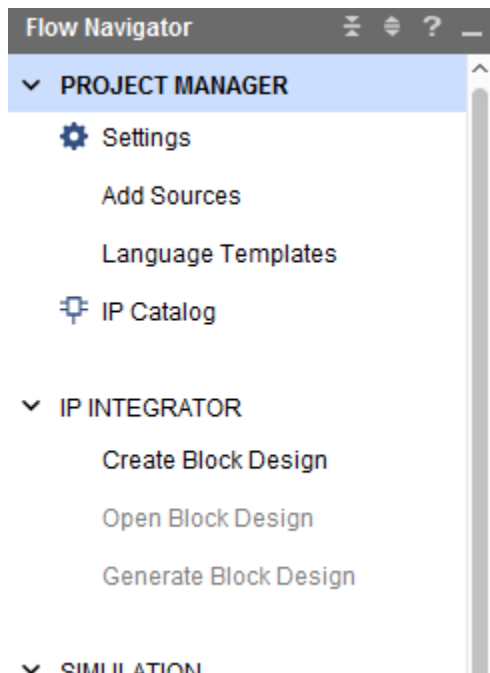 Flow Navigator ?
PROJECT MANAGER
Settings
Add Sources
Language Templates
IP Catalog
IP INTEGRATOR
Create Block Design
Open Block Design
Generate Block Design
SIMULATION